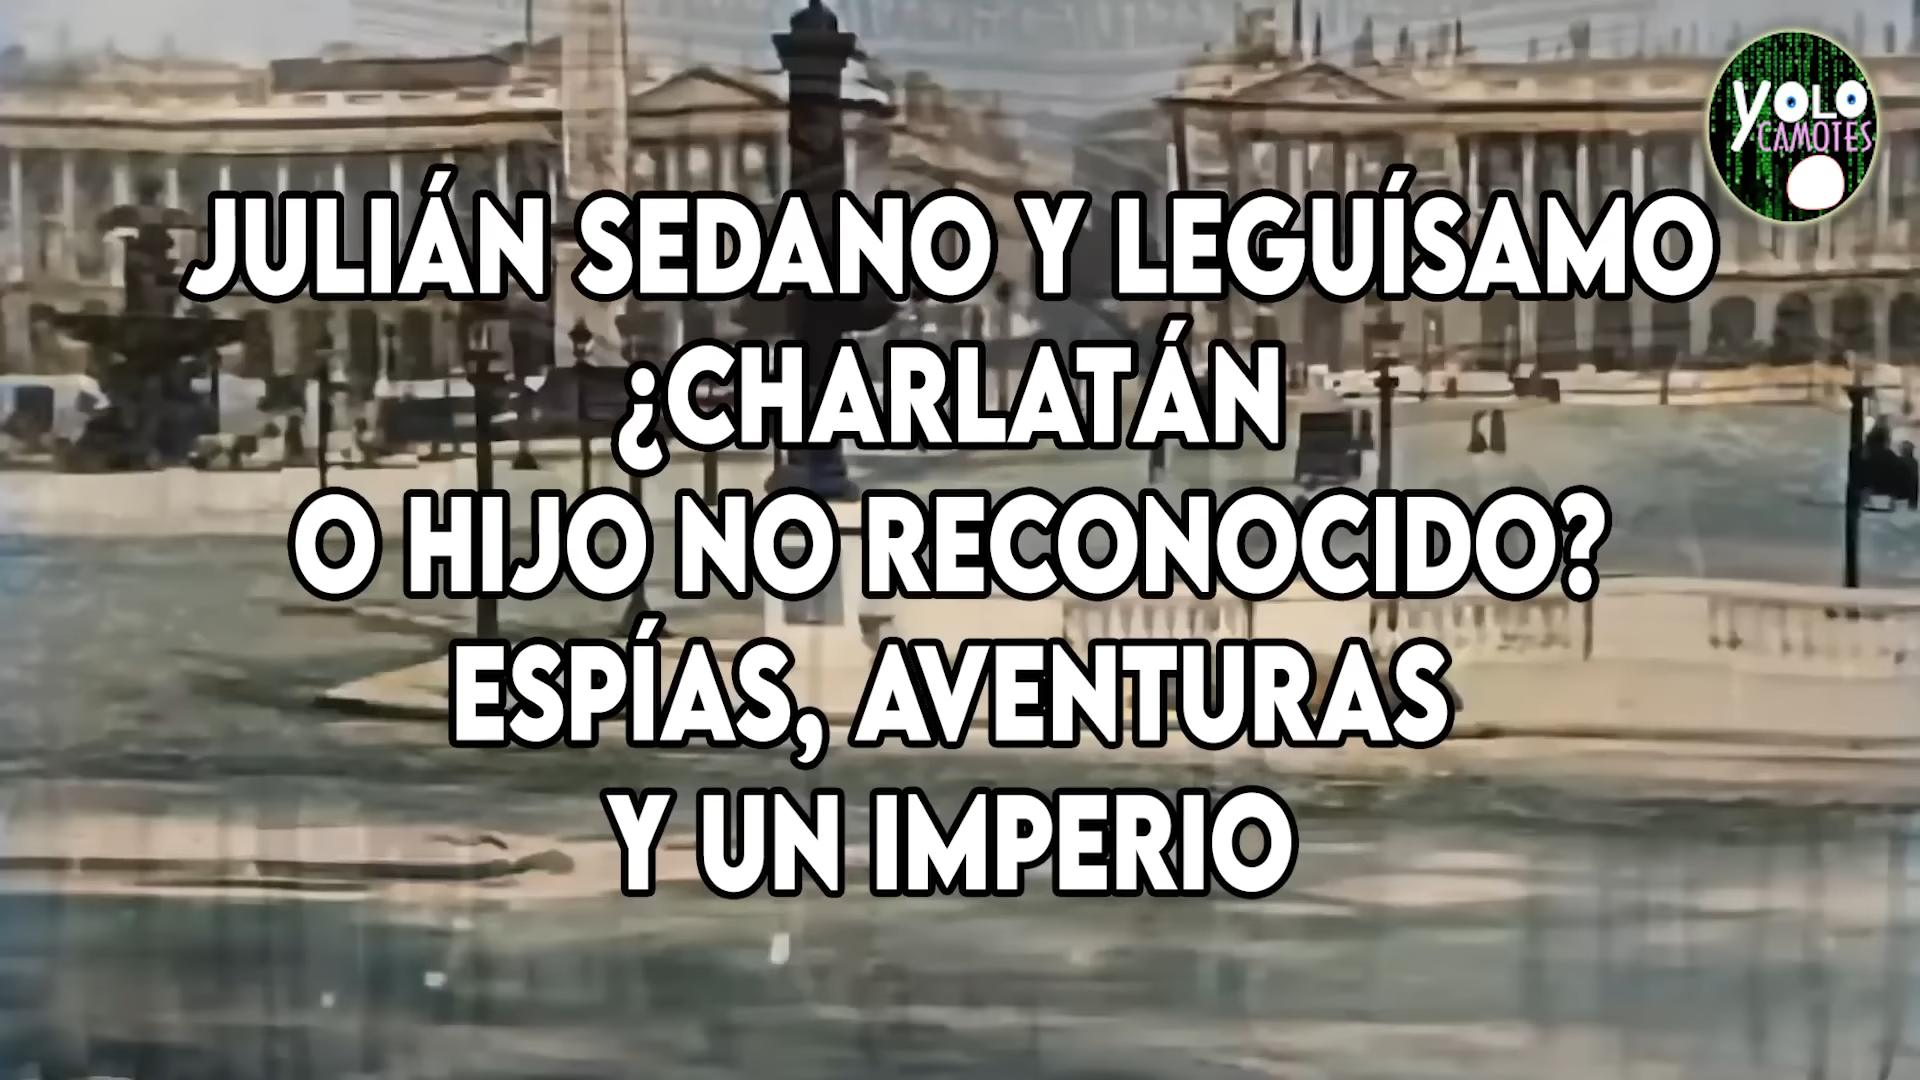 YOLO
CAMOTES
JULIÁN SEDANO Y LEGUÍSAMO
¿CHARLATÁN
O HIJO NO RECONOCIDO?
ESPÍAS, AVENTURAS
Y UN IMPERIO